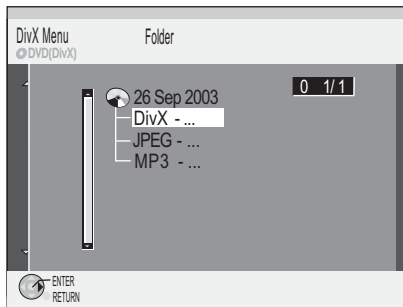 DivX Menu Folder
DVD(DivX)
0 1/1
26 Sep 2003
DivX - ...
JPEG - ...
MP3 - ...
ENTER
RETURN